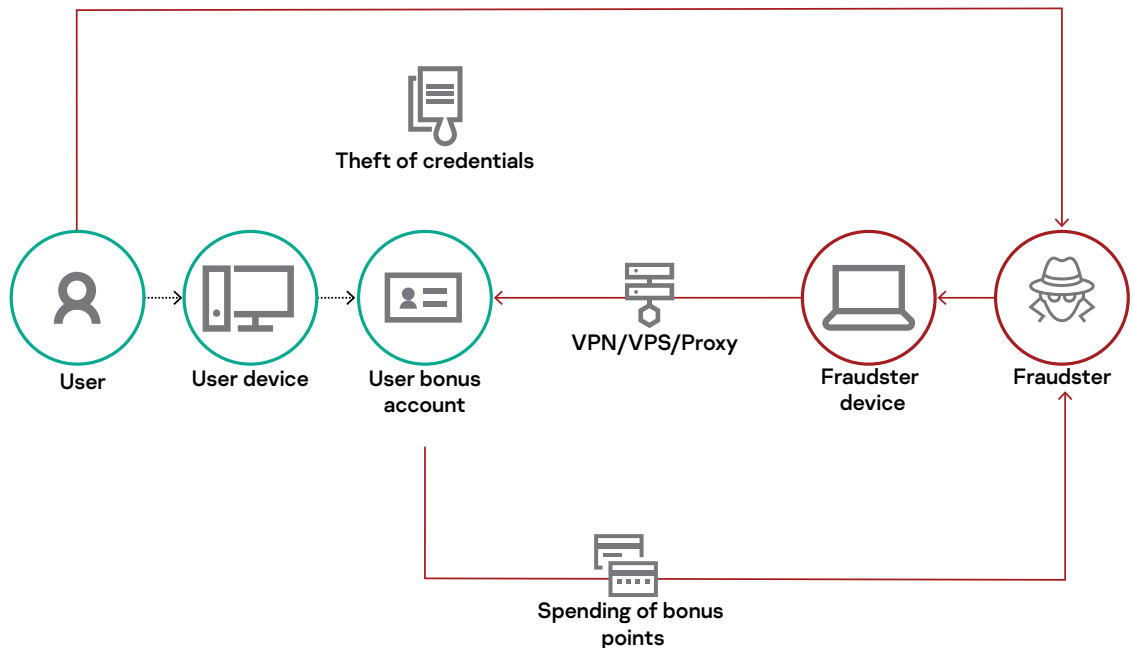 Theft of credentials
VPN/VPS/Proxy
User
User device
User bonus
account
Fraudster
device
Fraudster
Spending of bonus
points